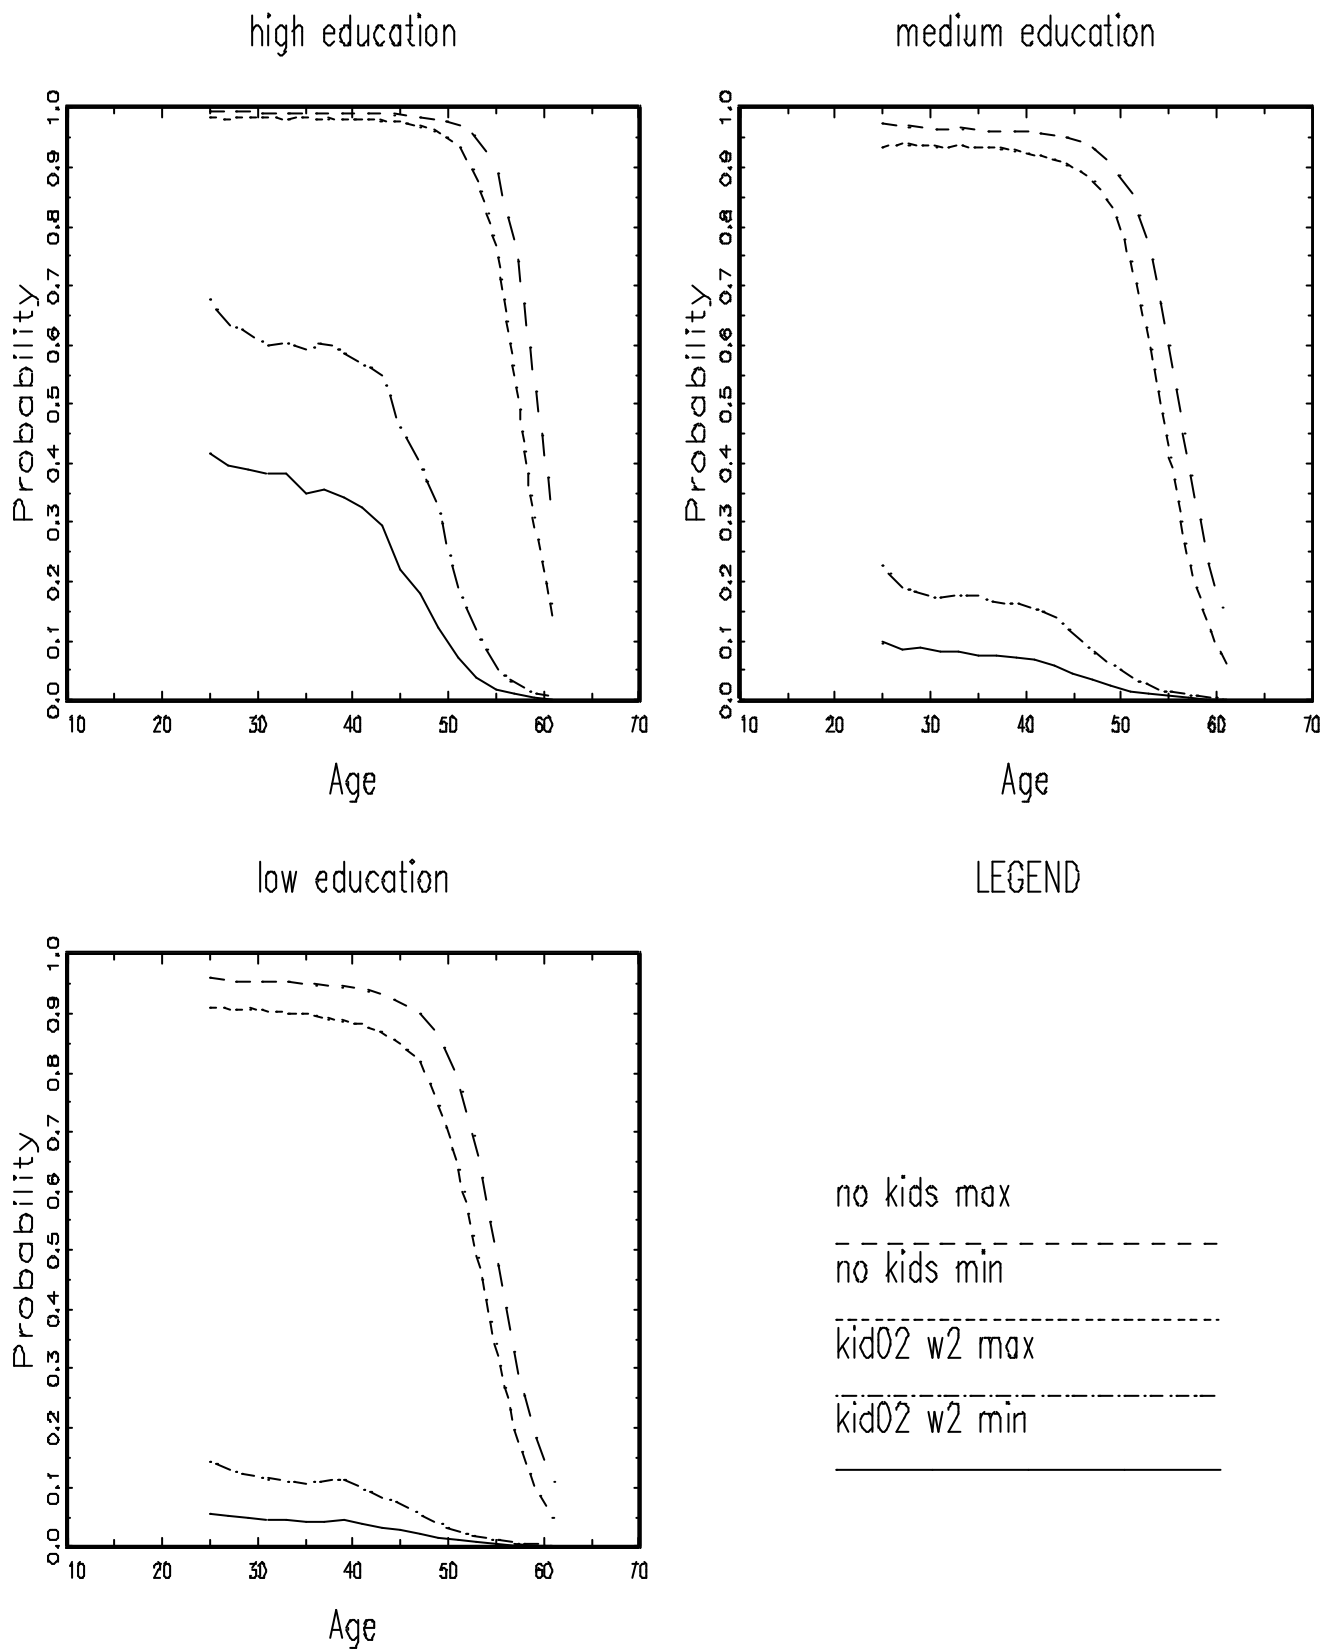 high education
1.0
0.9
0.8
0.7
0.6
0.5
0.4
0.3
0.2
0.1
0.0
Probability
10 20 30 40 50 60 70
Age
medium education
1.0
0.9
0.8
0.7
0.6
0.5
0.4
0.3
0.2
0.1
0.0
Probability
10 20 30 40 50 60 70
Age
low education
1.0
0.9
0.8
0.7
0.6
0.5
0.4
0.3
0.2
0.1
0.0
Probability
10 20 30 40 50 60 70
Age
LEGEND
no kids max
no kids min
kid02 w2 max
kid02 w2 min